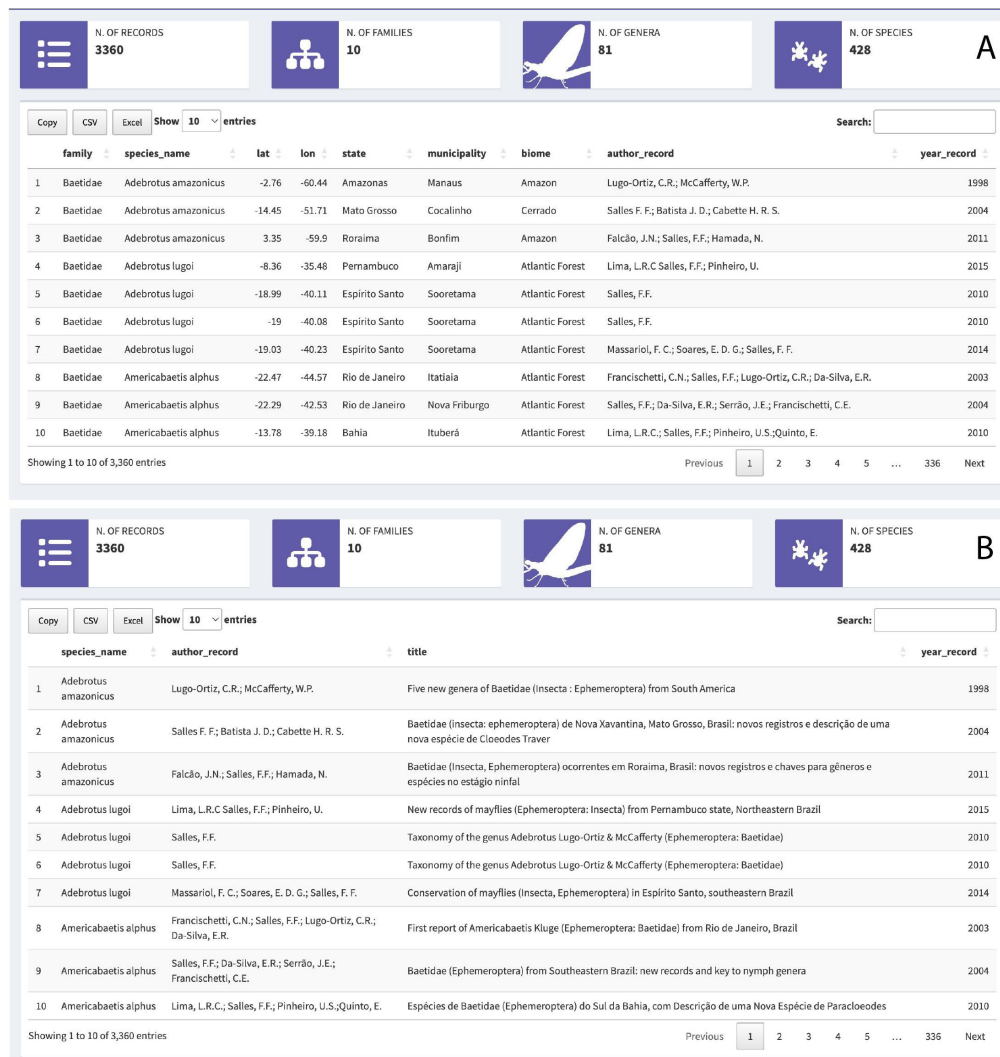 N. OF RECORDS
3360
N. OF FAMILIES
10
N. OF GENERA
81
N. OF SPECIES
428
A
Copy CSV Excel Show 10 entries Search:
family species_name lat lon state municipality biome author_record year_record
1 Baetidae Adebrotus amazonicus -2.76 -60.44 Amazonas Manaus Amazon Lugo-Ortiz, C.R.; McCafferty, W.P. 1998
2 Baetidae Adebrotus amazonicus -14.45 -51.71 Mato Grosso Cocalinho Cerrado Salles F. F.; Batista J. D.; Cabette H. R. S. 2004
3 Baetidae Adebrotus amazonicus 3.35 -59.9 Roraima Bonfim Amazon Falcão, J.N.; Salles, F.F.; Hamada, N. 2011
4 Baetidae Adebrotus lugoi -8.36 -35.48 Pernambuco Amaraji Atlantic Forest Lima, L.R.C Salles, F.F.; Pinheiro, U. 2015
5 Baetidae Adebrotus lugoi -18.99 -40.11 Espírito Santo Sooretama Atlantic Forest Salles, F.F. 2010
6 Baetidae Adebrotus lugoi -19 -40.08 Espírito Santo Sooretama Atlantic Forest Salles, F.F. 2010
7 Baetidae Adebrotus lugoi -19.03 -40.23 Espírito Santo Sooretama Atlantic Forest Massariol, F. C.; Soares, E. D. G.; Salles, F. F. 2014
8 Baetidae Americabaetis alphus -22.47 -44.57 Rio de Janeiro Itatiaia Atlantic Forest Francischetti, C.N.; Salles, F.F.; Lugo-Ortiz, C.R.; Da-Silva, E.R. 2003
9 Baetidae Americabaetis alphus -22.29 -42.53 Rio de Janeiro Nova Friburgo Atlantic Forest Salles, F.F.; Da-Silva, E.R.; Serrão, J.E.; Francischetti, C.E. 2004
10 Baetidae Americabaetis alphus -13.78 -39.18 Bahia Ituberá Atlantic Forest Lima, L.R.C.; Salles, F.F.; Pinheiro, U.S.;Quinto, E. 2010
Showing 1 to 10 of 3,360 entries Previous 1 2 3 4 5 ... 336 Next
N. OF RECORDS
3360
N. OF FAMILIES
10
N. OF GENERA
81
N. OF SPECIES
428
B
Copy CSV Excel Show 10 entries Search:
species_name author_record title year_record
1 Adebrotus
amazonicus Lugo-Ortiz, C.R.; McCafferty, W.P. Five new genera of Baetidae (Insecta : Ephemeroptera) from South America 1998
2 Adebrotus
amazonicus Salles F. F.; Batista J. D.; Cabette H. R. S. Baetidae (insecta: ephemeroptera) de Nova Xavantina, Mato Grosso, Brasil: novos registros e descrição de uma
nova espécie de Cloeodes Traver 2004
3 Adebrotus
amazonicus Falcão, J.N.; Salles, F.F.; Hamada, N. Baetidae (Insecta, Ephemeroptera) ocorrentes em Roraima, Brasil: novos registros e chaves para gêneros e
espécies no estágio ninfal 2011
4 Adebrotus lugoi Lima, L.R.C Salles, F.F.; Pinheiro, U. New records of mayflies (Ephemeroptera: Insecta) from Pernambuco state, Northeastern Brazil 2015
5 Adebrotus lugoi Salles, F.F. Taxonomy of the genus Adebrotus Lugo-Ortiz & McCafferty (Ephemeroptera: Baetidae) 2010
6 Adebrotus lugoi Salles, F.F. Taxonomy of the genus Adebrotus Lugo-Ortiz & McCafferty (Ephemeroptera: Baetidae) 2010
7 Adebrotus lugoi Massariol, F. C.; Soares, E. D. G.; Salles, F. F. Conservation of mayflies (Insecta, Ephemeroptera) in Espírito Santo, southeastern Brazil 2014
8 Americabaetis alphus Francischetti, C.N.; Salles, F.F.; Lugo-Ortiz, C.R.;
Da-Silva, E.R. First report of Americabaetis Kluge (Ephemeroptera: Baetidae) from Rio de Janeiro, Brazil 2003
9 Americabaetis alphus Salles, F.F.; Da-Silva, E.R.; Serrão, J.E.;
Francischetti, C.E. Baetidae (Ephemeroptera) from Southeastern Brazil: new records and key to nymph genera 2004
10 Americabaetis alphus Lima, L.R.C.; Salles, F.F.; Pinheiro, U.S.;Quinto, E. Espécies de Baetidae (Ephemeroptera) do Sul da Bahia, com Descrição de uma Nova Espécie de Paracloeodes 2010
Showing 1 to 10 of 3,360 entries Previous 1 2 3 4 5 ... 336 Next